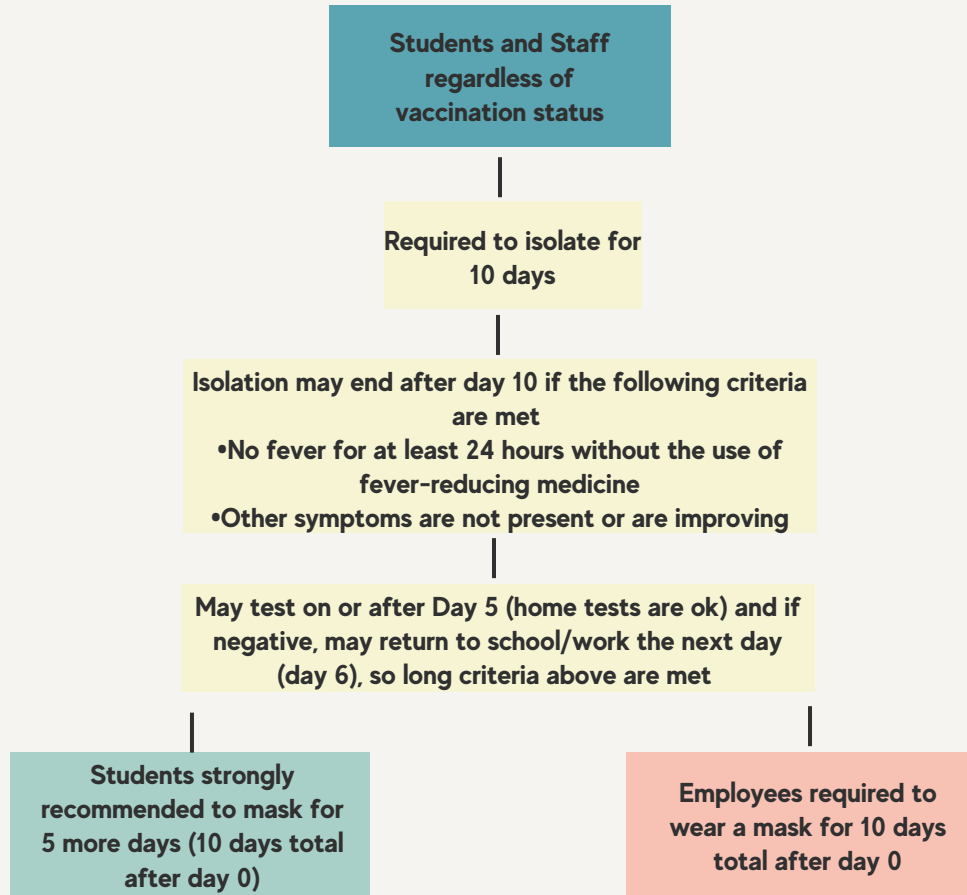 Students and Staff
regardless of
vaccination status
Required to isolate for
10 days
Isolation may end after day 10 if the following criteria
are met
•No fever for at least 24 hours without the use of
fever-reducing medicine
•Other symptoms are not present or are improving
May test on or after Day 5 (home tests are ok) and if
negative, may return to school/work the next day
(day 6), so long criteria above are met
Students strongly
recommended to mask for
5 more days (10 days total
after day 0)
Employees required to
wear a mask for 10 days
total after day 0